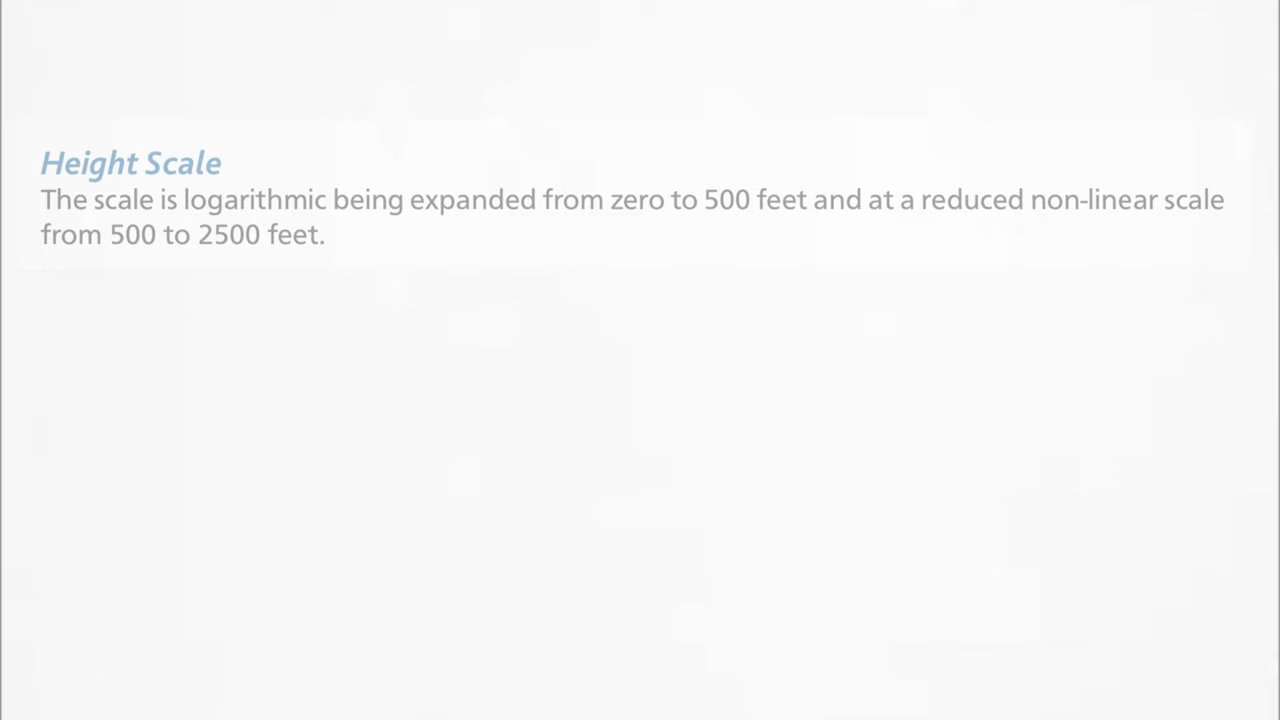 Height Scale
The scale is logarithmic being expanded from zero to 500 feet and at a reduced non-linear scale
from 500 to 2500 feet.